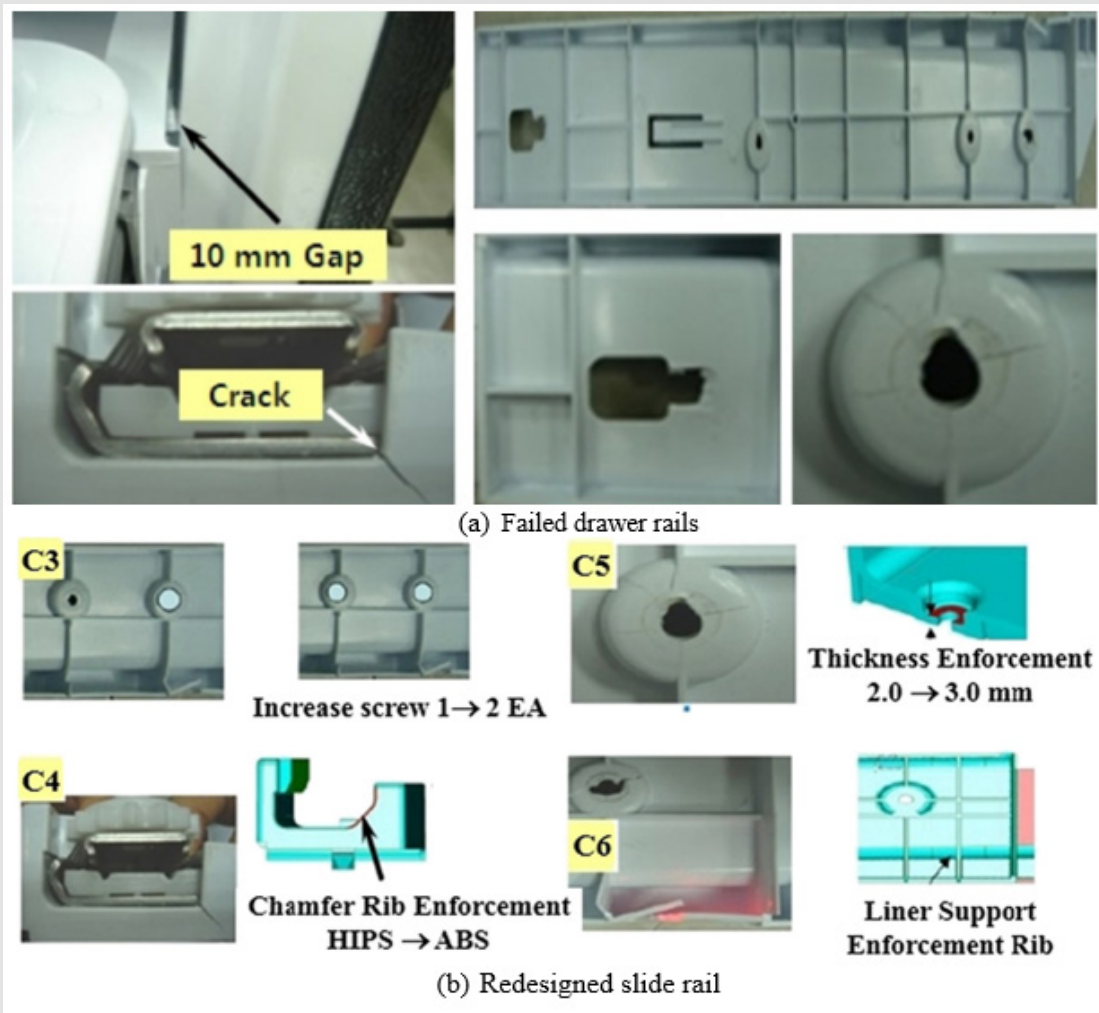 10 mm Gap
Crack
(a) Failed drawer rails
C3
Increase screw 1→ 2 EA
C5
Thickness Enforcement
2.0 → 3.0 mm
C4
Chamfer Rib Enforcement
HIPS → ABS
C6
Liner Support
Enforcement Rib
(b) Redesigned slide rail